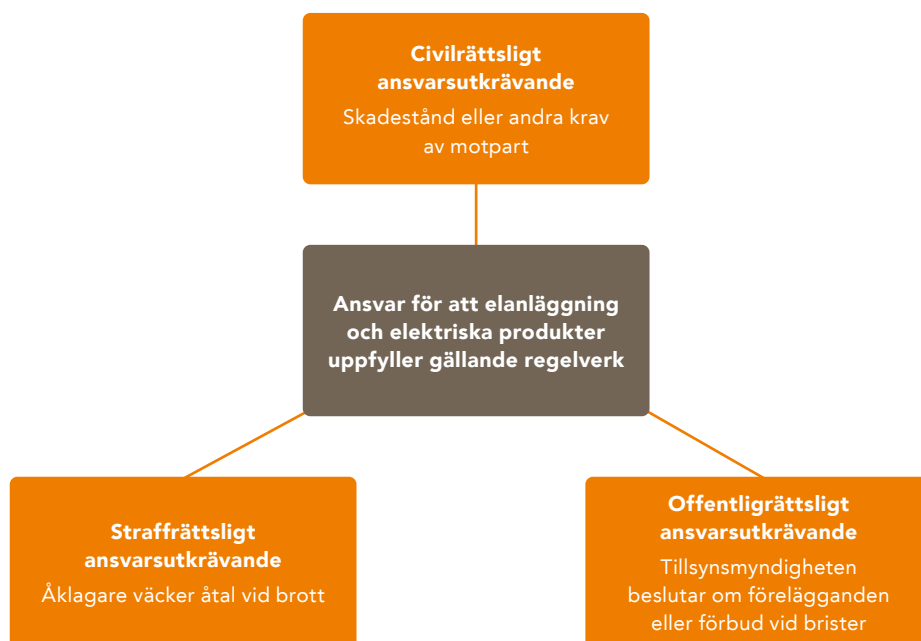 Civilrättsligt
ansvarsutkrävande
Skadestånd eller andra krav
av motpart
Ansvar för att elanläggning
och elektriska produkter
uppfyller gällande regelverk
Straffrättsligt
ansvarsutkrävande
Åklagare väcker åtal vid brott
Offentligrättsligt
ansvarsutkrävande
Tillsynsmyndigheten
beslutar om förelägganden
eller förbud vid brister